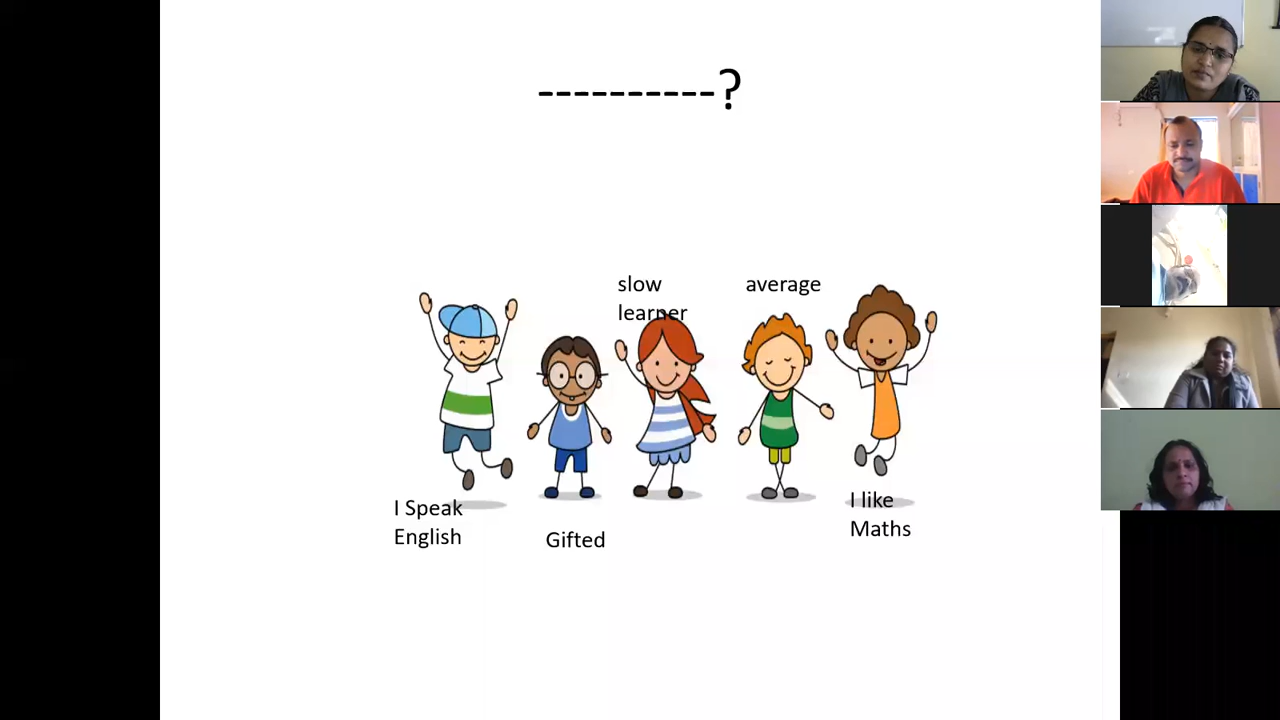 ----------?
slow
learner
average
I Speak
English
Gifted
I like
Maths